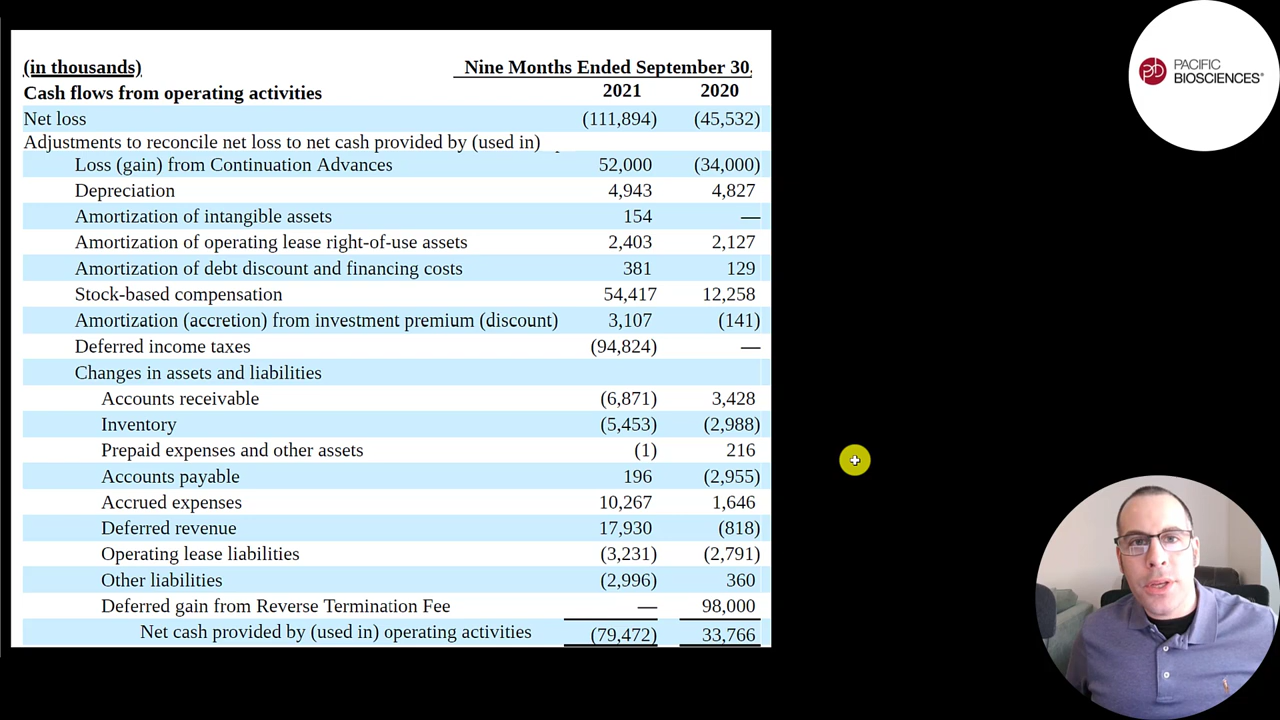 (in thousands) Nine Months Ended September 30,
Cash flows from operating activities 2021 2020
Net loss (111,894) (45,532)
Adjustments to reconcile net loss to net cash provided by (used in)
Loss (gain) from Continuation Advances 52,000 (34,000)
Depreciation 4,943 4,827
Amortization of intangible assets 154 —
Amortization of operating lease right-of-use assets 2,403 2,127
Amortization of debt discount and financing costs 381 129
Stock-based compensation 54,417 12,258
Amortization (accretion) from investment premium (discount) 3,107 (141)
Deferred income taxes (94,824) —
Changes in assets and liabilities
Accounts receivable (6,871) 3,428
Inventory (5,453) (2,988)
Prepaid expenses and other assets (1) 216
Accounts payable 196 (2,955)
Accrued expenses 10,267 1,646
Deferred revenue 17,930 (818)
Operating lease liabilities (3,231) (2,791)
Other liabilities (2,996) 360
Deferred gain from Reverse Termination Fee — 98,000
Net cash provided by (used in) operating activities (79,472) 33,766
PACIFIC
BIOSCIENCES®